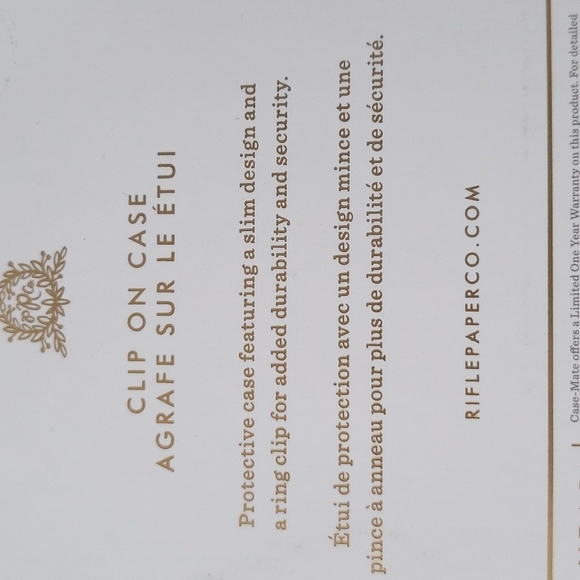 RPCo.
CLIP ON CASE
AGRAFE SUR LE ÉTUI
Protective case featuring a slim design and
a ring clip for added durability and security.
Étui de protection avec un design mince et une
pince à anneau pour plus de durabilité et de sécurité.
RIFLEPAPERCO.COM
Case-Mate offers a Limited One Year Warranty on this product. For detailed